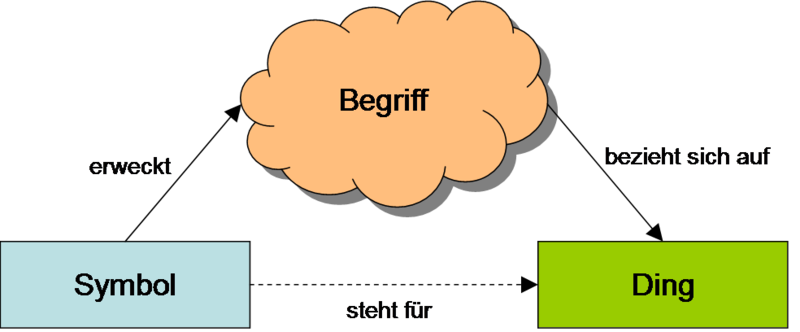 Begriff
erweckt
bezieht sich auf
Symbol
Ding
steht für